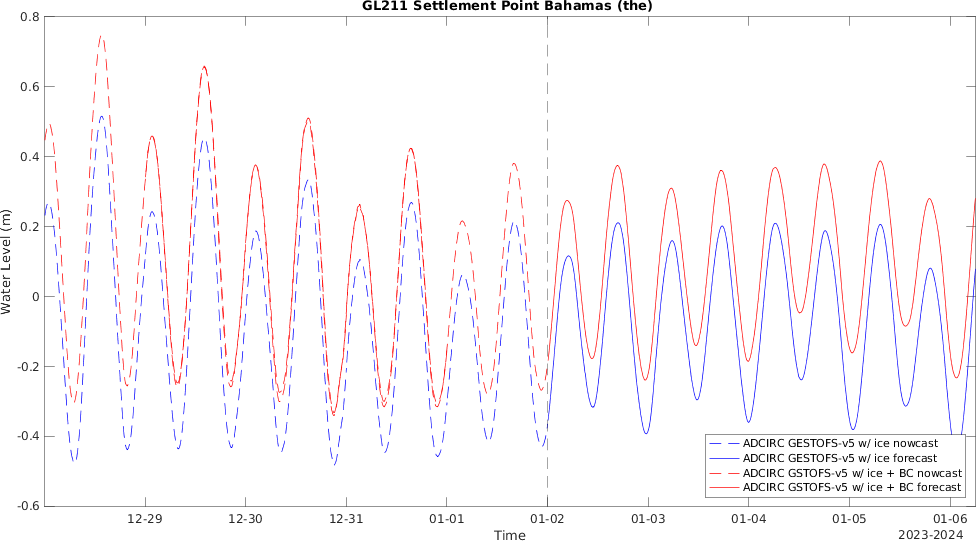 GL211 Settlement Point Bahamas (the)
0.8
0.6
0.4
0.2
0
-0.2
-0.4
-0.6
Water Level (m)
12-29
12-30
12-31
01-01
01-02
01-03
01-04
01-05
01-06
Time
2023-2024
ADCIRC GESTOFS-v5 w/ ice nowcast
ADCIRC GESTOFS-v5 w/ ice forecast
ADCIRC GSTOFS-v5 w/ ice + BC nowcast
ADCIRC GSTOFS-v5 w/ ice + BC forecast